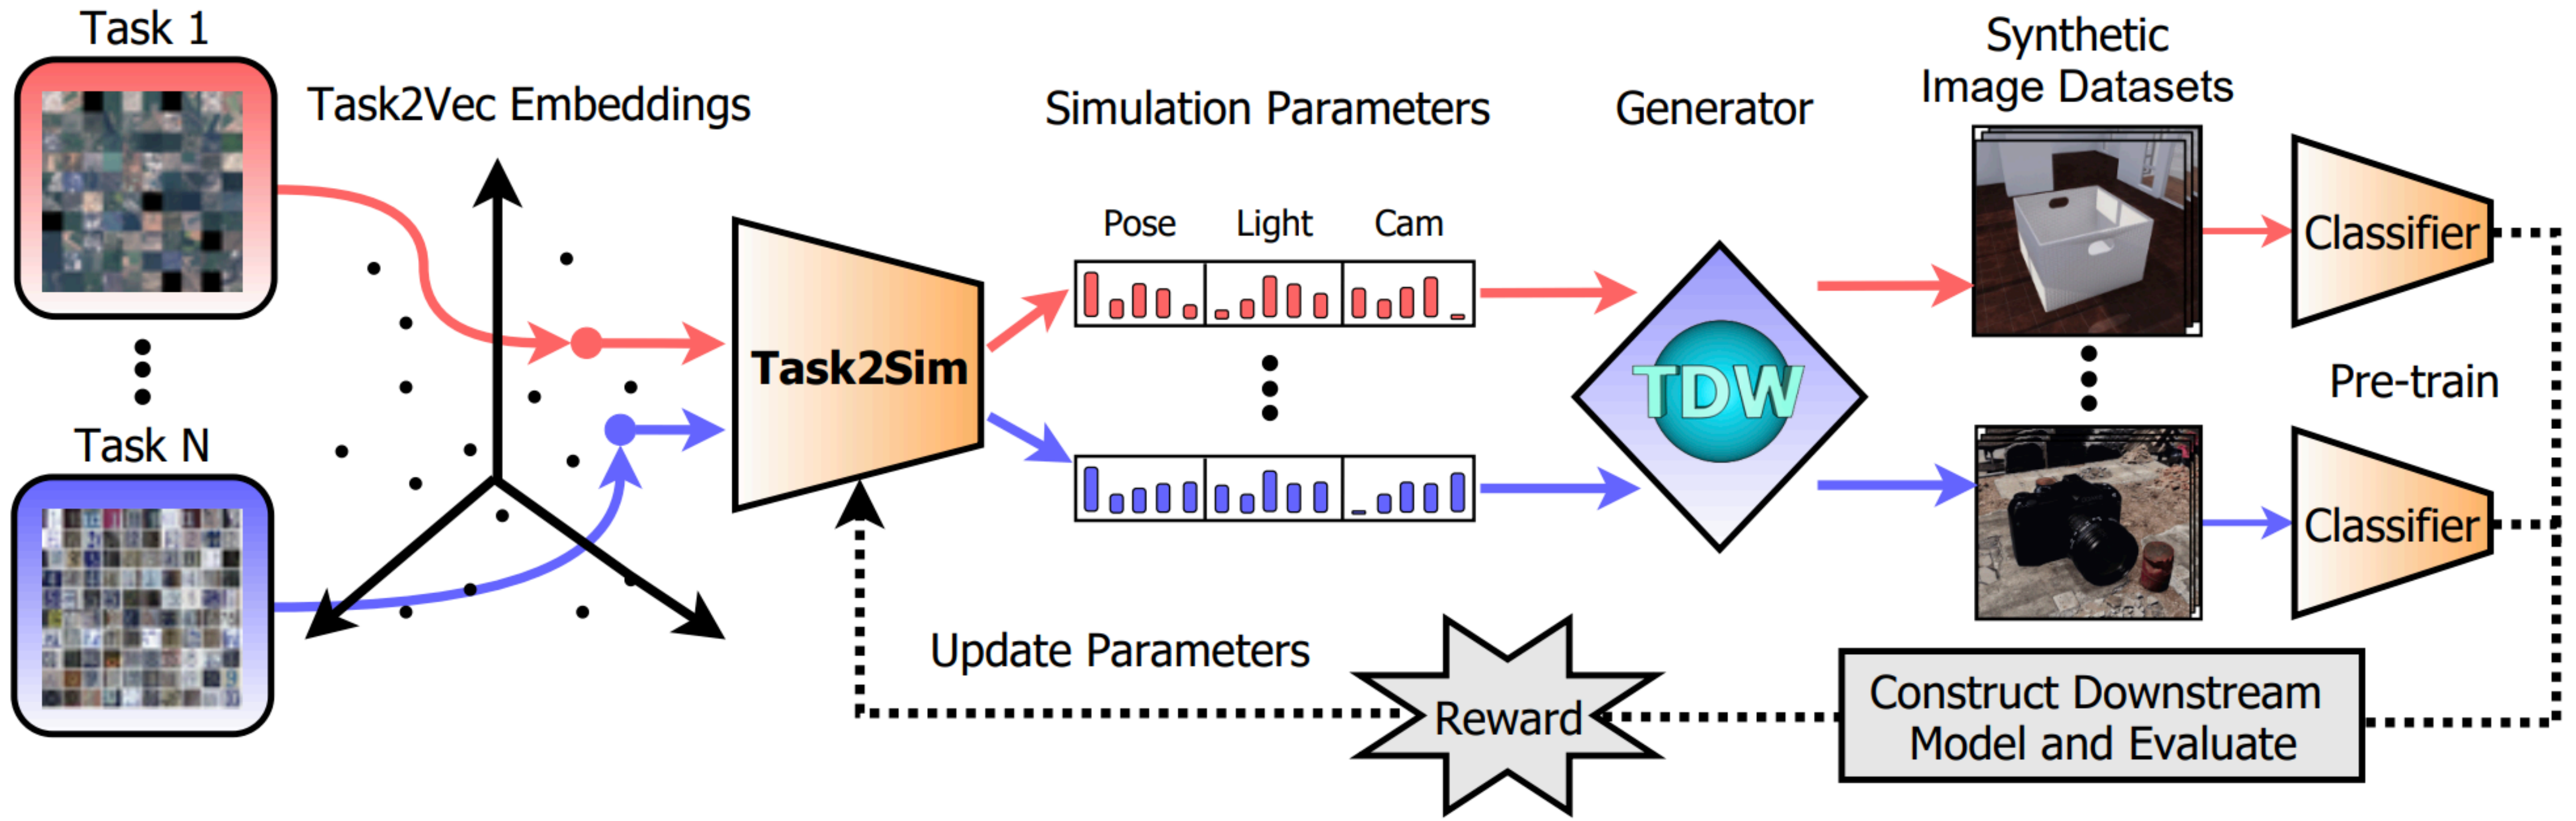 Task 1
Task2Vec Embeddings
Task N
Task2Sim
Simulation Parameters
Pose
Light
Cam
Generator
TDW
Synthetic
Image Datasets
Classifier
Pre-train
Classifier
Construct Downstream
Model and Evaluate
Reward
Update Parameters